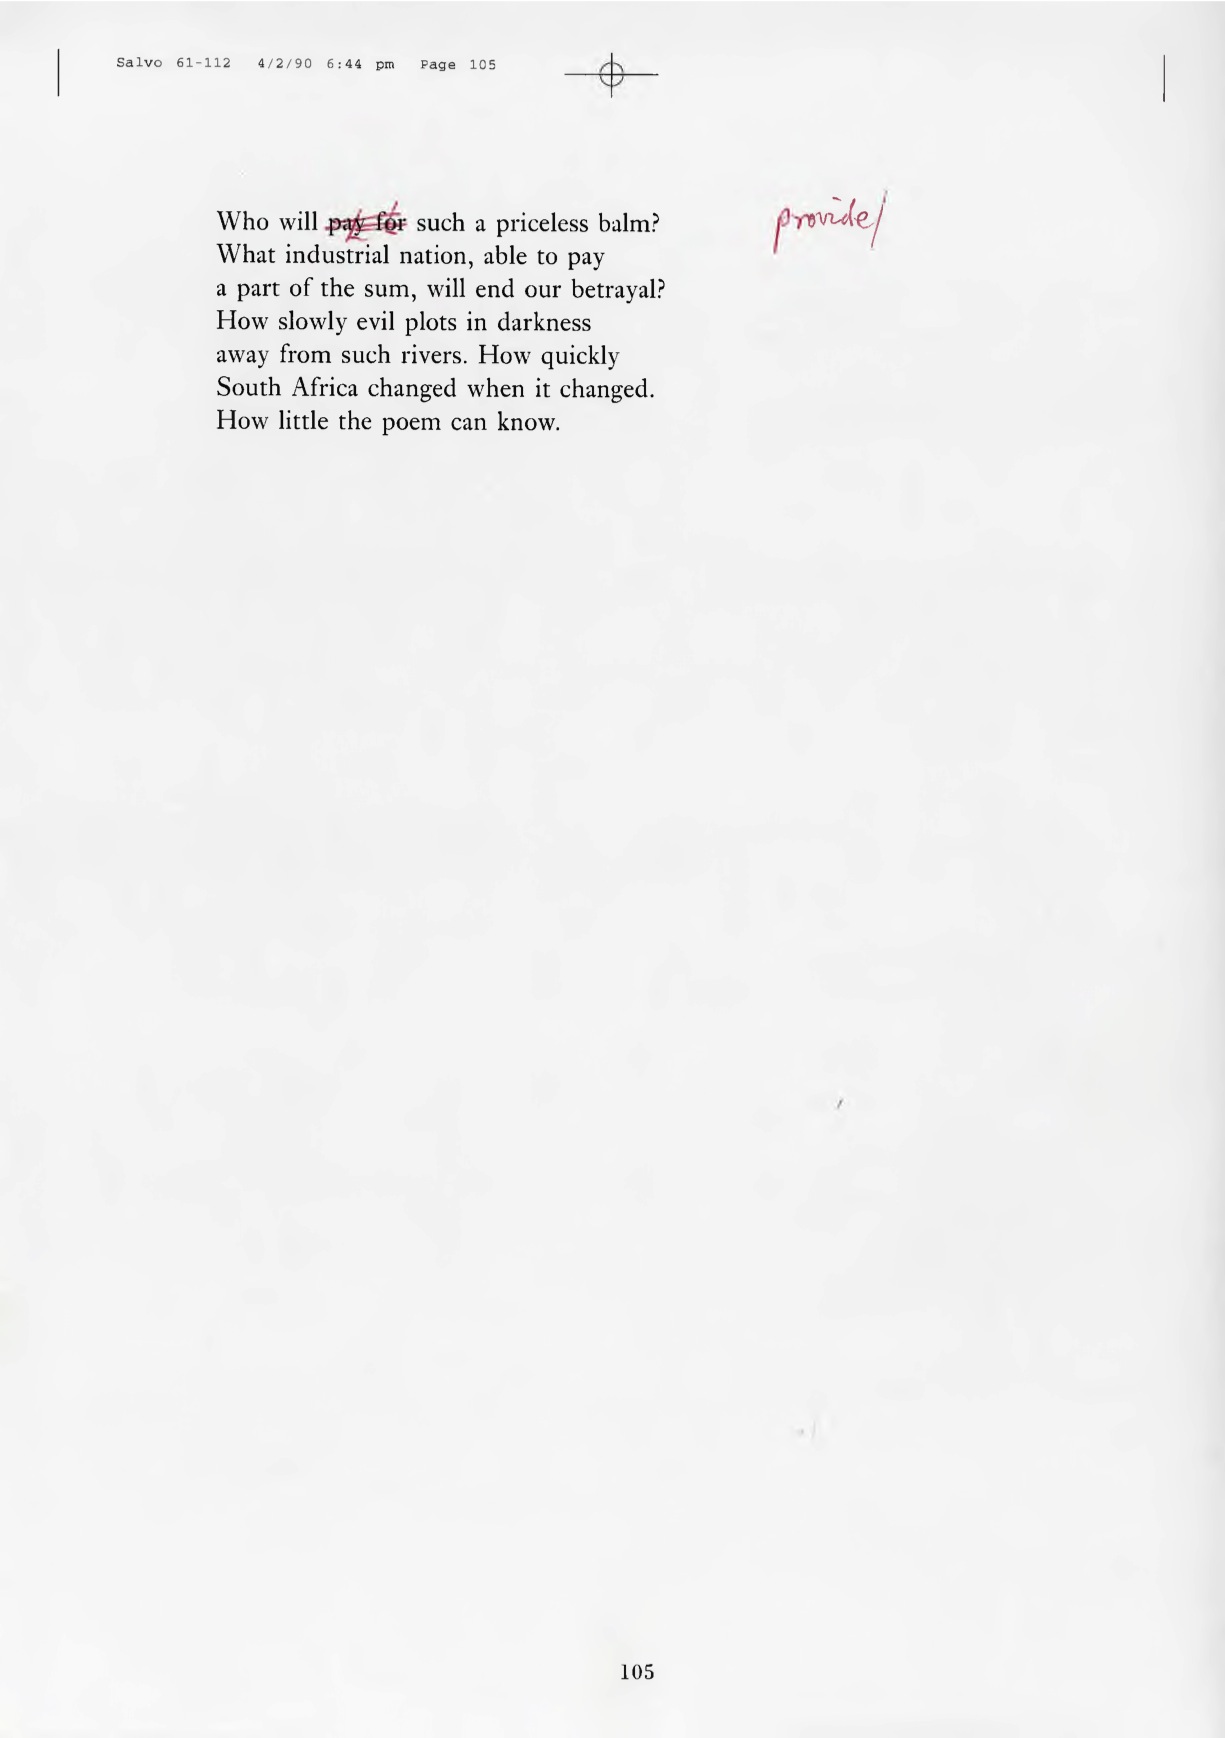 Salvo 61-112 4/2/90 6:44 pm Page 105
Who will pay for such a priceless balm? provide/
What industrial nation, able to pay
a part of the sum, will end our betrayal?
How slowly evil plots in darkness
away from such rivers. How quickly
South Africa changed when it changed.
How little the poem can know.
105